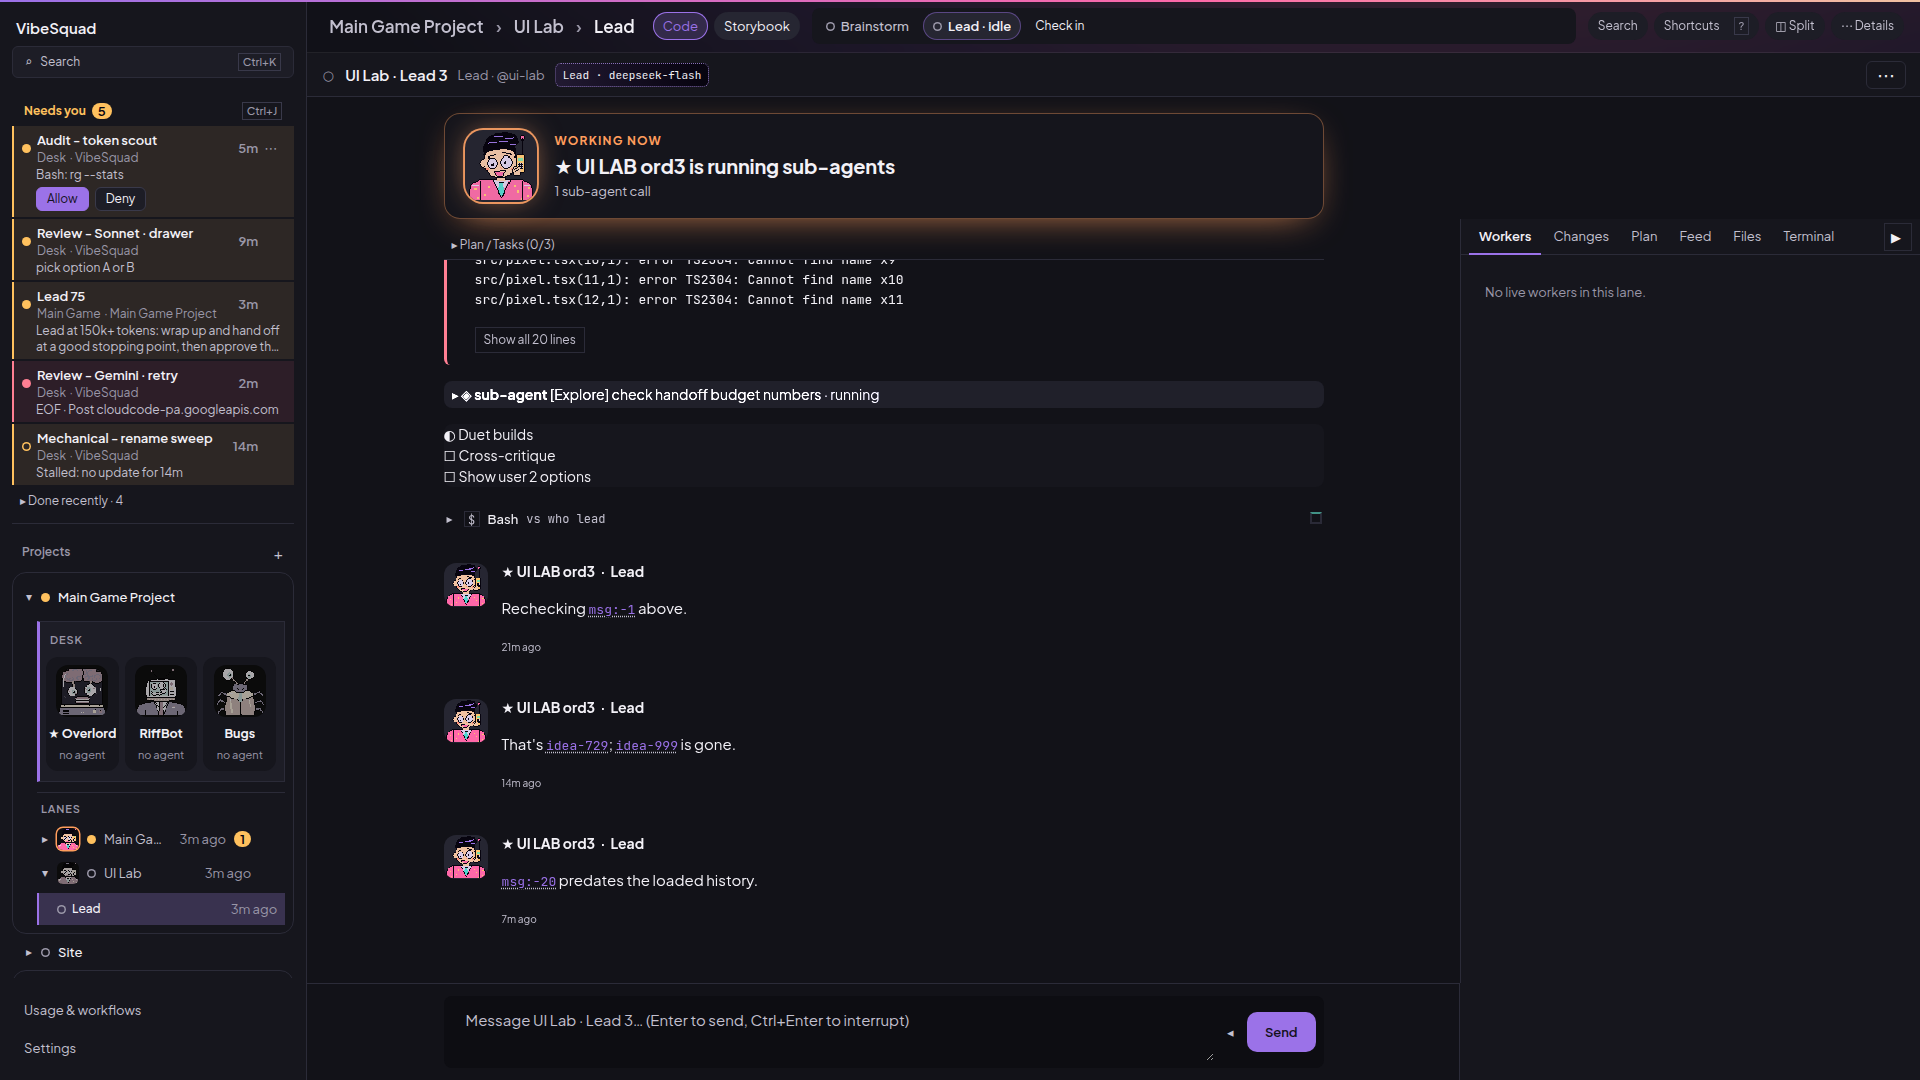 VibeSquad
Search Ctrl+K
Needs you 5 Ctrl+J
Audit - token scout
5m ···
Desk · VibeSquad
Bash: rg --stats
Allow Deny
Review - Sonnet · drawer
9m
Desk · VibeSquad
pick option A or B
Lead 75
3m
Main Game · Main Game Project
Lead at 150k+ tokens: wrap up and hand off
at a good stopping point, then approve th…
Review - Gemini · retry
2m
Desk · VibeSquad
EOF · Post cloudcode-pa.googleapis.com
Mechanical - rename sweep
14m
Desk · VibeSquad
Stalled: no update for 14m
▸ Done recently · 4
Projects +
▾ Main Game Project
DESK
★ Overlord RiffBot Bugs
no agent no agent no agent
LANES
▸ Main Ga… 3m ago 1
▾ UI Lab 3m ago
Lead 3m ago
▸ Site
Usage & workflows
Settings
Main Game Project › UI Lab › Lead Code Storybook Brainstorm Lead · Idle Check in Search Shortcuts ? Split ··· Details
UI Lab · Lead 3 Lead · @ui-lab Lead · deepseek-flash ···
WORKING NOW
★ UI LAB ord3 is running sub-agents
1 sub-agent call
▸ Plan / Tasks (0/3)
src/pixel.tsx(10,1): error TS2304: Cannot find name x9
src/pixel.tsx(11,1): error TS2304: Cannot find name x10
src/pixel.tsx(12,1): error TS2304: Cannot find name x11
Show all 20 lines
▸ ◈ sub-agent [Explore] check handoff budget numbers · running
◐ Duet builds
☐ Cross-critique
☐ Show user 2 options
▸ $ Bash vs who lead
★ UI LAB ord3 · Lead
Rechecking msg:-1 above.
21m ago
★ UI LAB ord3 · Lead
That's idea-729; idea-999 is gone.
14m ago
★ UI LAB ord3 · Lead
msg:-20 predates the loaded history.
7m ago
Message UI Lab · Lead 3… (Enter to send, Ctrl+Enter to interrupt)
◂ Send
Workers Changes Plan Feed Files Terminal ▶
No live workers in this lane.